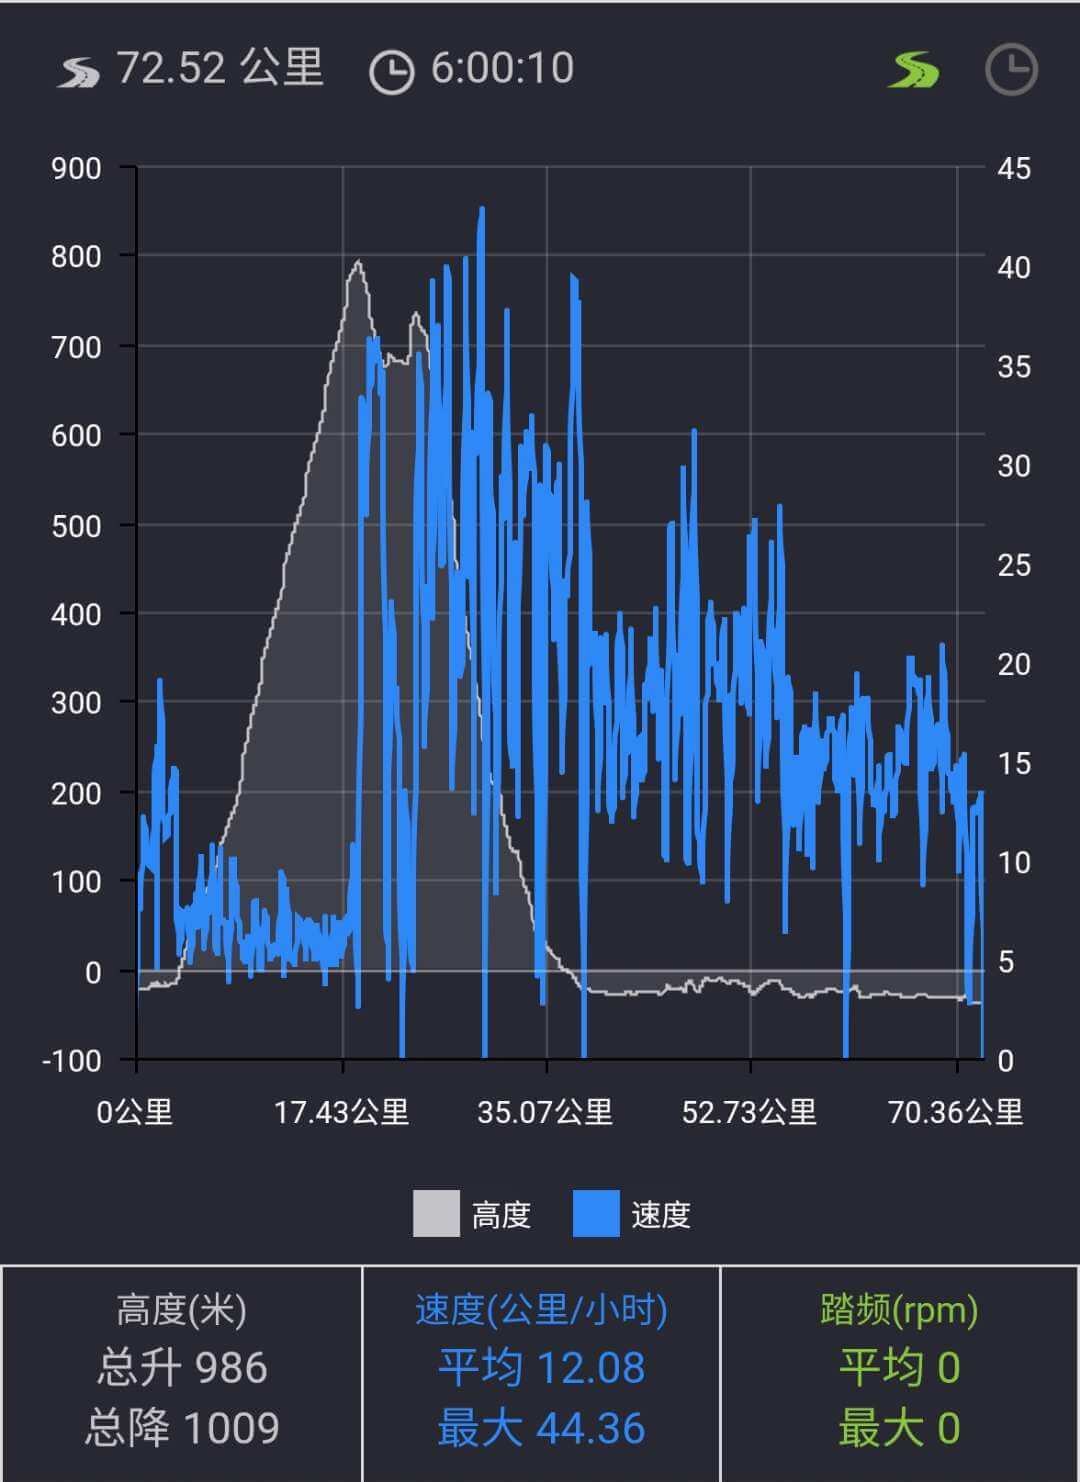 72.52 公里 6:00:10
900 45
800 40
700 35
600 30
500 25
400 20
300 15
200 10
100 5
0
-100 0
0公里 17.43公里 35.07公里 52.73公里 70.36公里
高度 速度
高度(米) 速度(公里/小时) 踏频(rpm)
总升 986 平均 12.08 平均 0
总降 1009 最大 44.36 最大 0